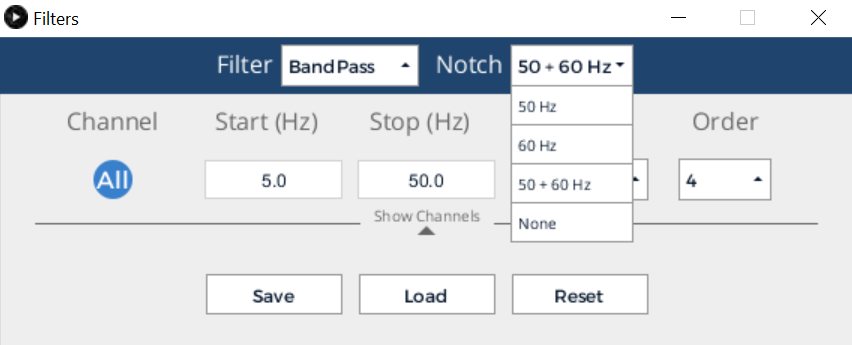 Filters
Filter BandPass Notch 50 + 60 Hz
Channel Start (Hz) Stop (Hz) Order
50 Hz
60 Hz
50 + 60 Hz
None
All 5.0 50.0 4
Show Channels
Save Load Reset